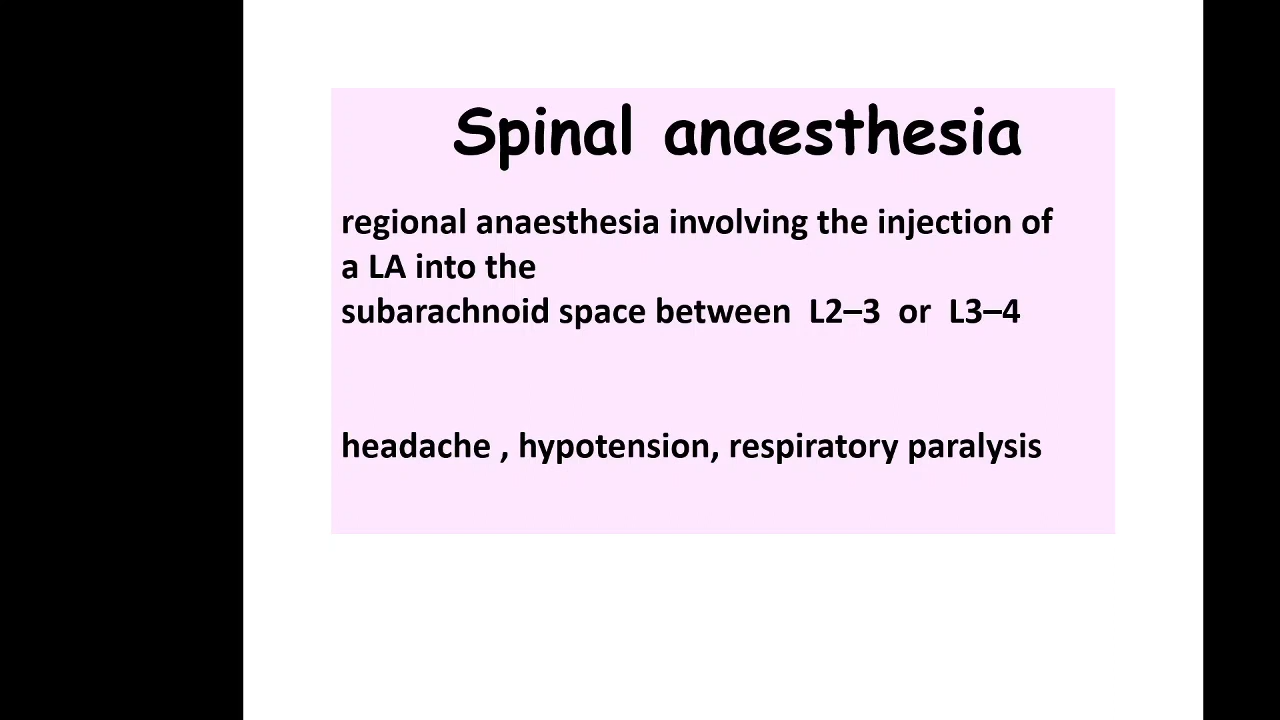 Spinal anaesthesia
regional anaesthesia involving the injection of
a LA into the
subarachnoid space between L2–3 or L3–4
headache , hypotension, respiratory paralysis